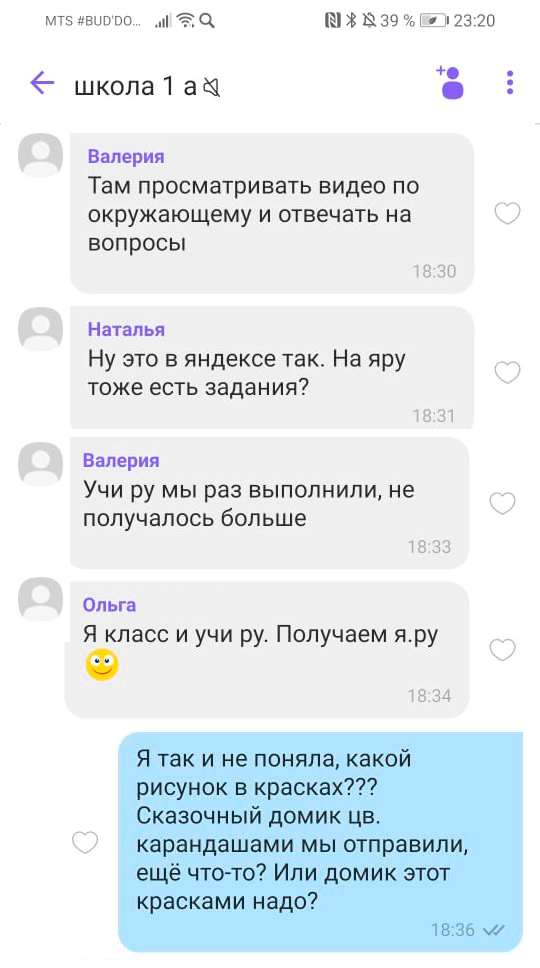 MTS #BUD'DO... 39 % 23:20
школа 1 а
Валерия
Там просматривать видео по
окружающему и отвечать на
вопросы
18:30
Наталья
Ну это в яндексе так. На яру
тоже есть задания?
18:31
Валерия
Учи ру мы раз выполнили, не
получалось больше
18:33
Ольга
Я класс и учи ру. Получаем я.ру
18:34
Я так и не поняла, какой
рисунок в красках???
Сказочный домик цв.
карандашами мы отправили,
ещё что-то? Или домик этот
красками надо?
18:36